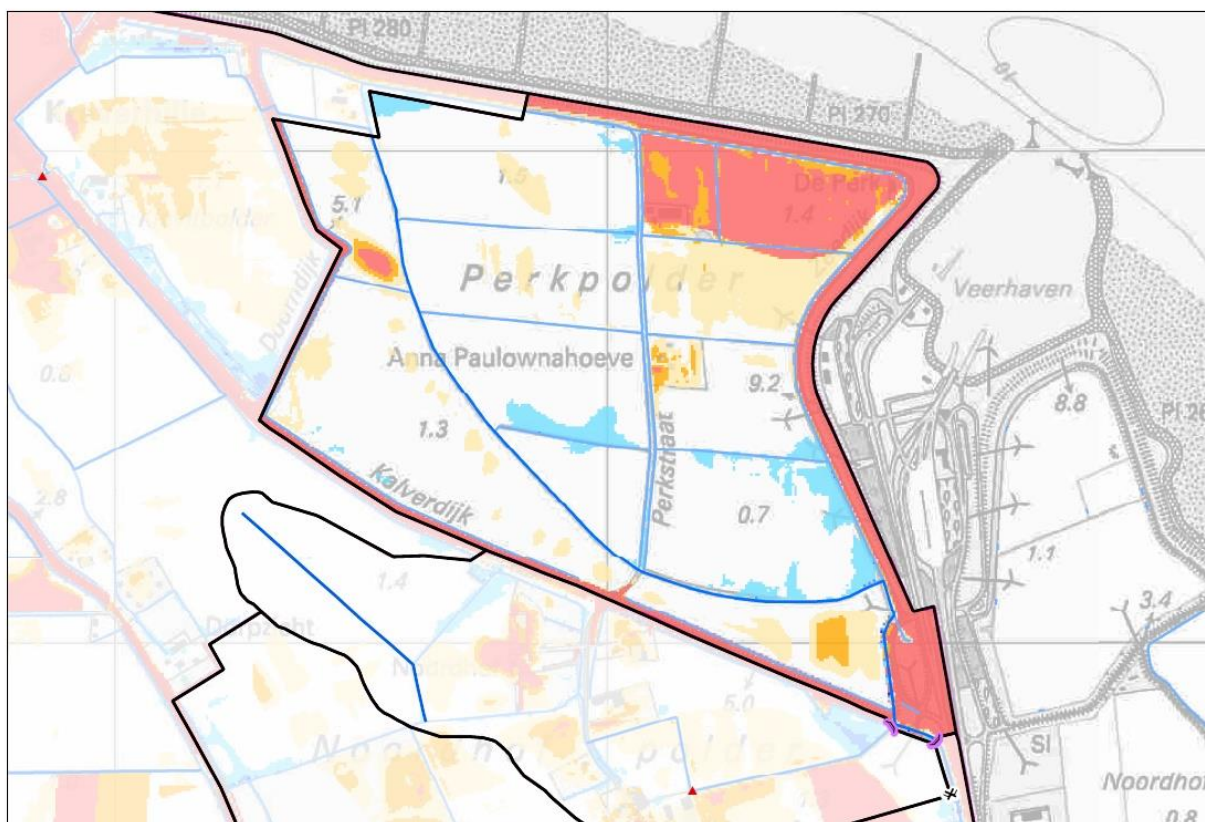 Pl 280
Pl 270
De Perk
1.4
1.5
5.1
Perkpolder
Veerhaven
Doorndijk
Anna Paulownahoeve
9.2
8.8
0.8
1.3
Kalverdijk
Perkstraat
0.7
2.8
1.1
1.4
3.4
5.0
Sl
Noordhof
0.8